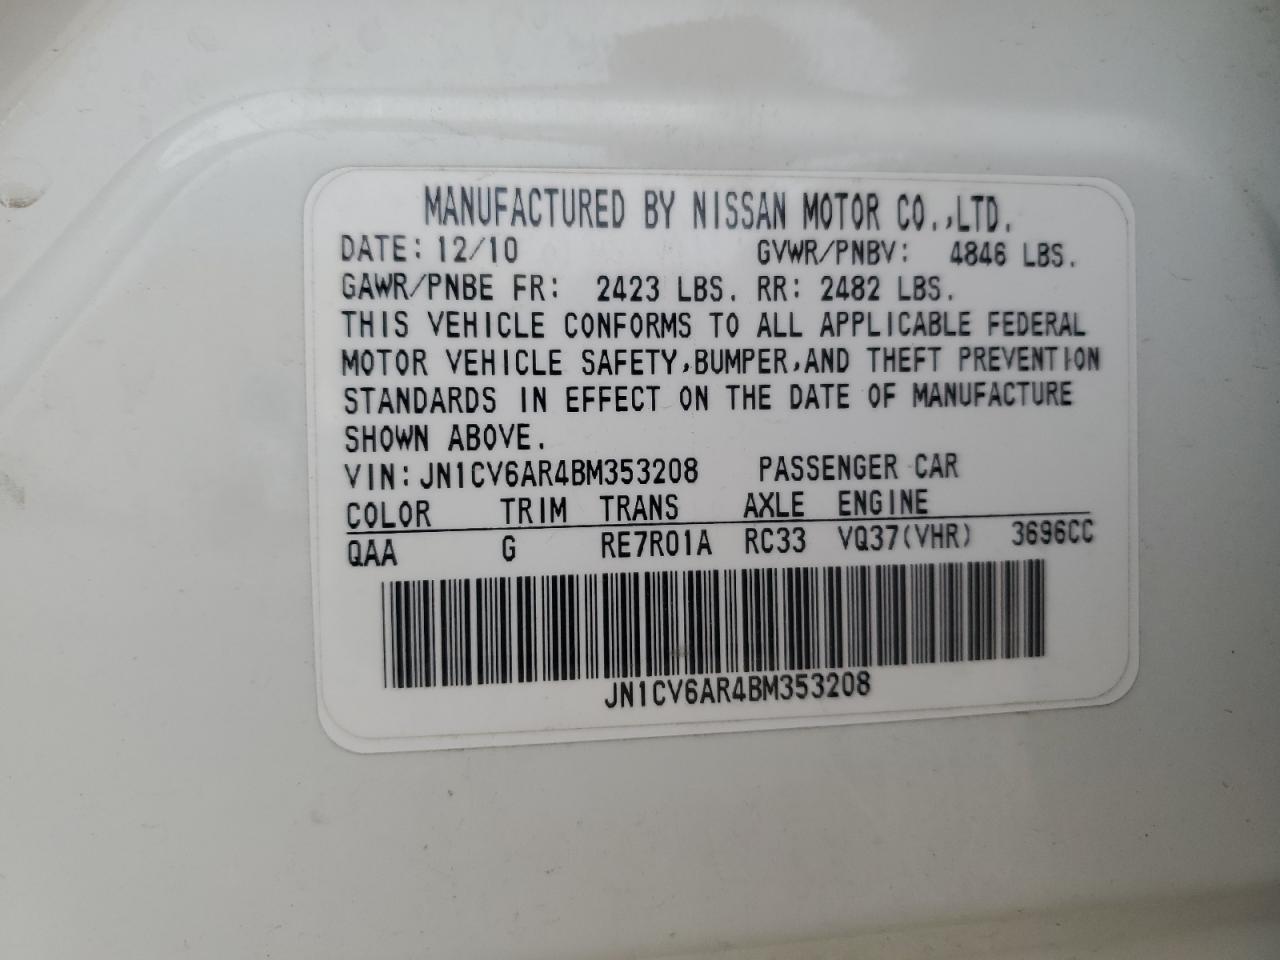 MANUFACTURED BY NISSAN MOTOR CO.,LTD.
DATE: 12/10 GVWR/PNBV: 4846 LBS.
GAWR/PNBE FR: 2423 LBS. RR: 2482 LBS.
THIS VEHICLE CONFORMS TO ALL APPLICABLE FEDERAL
MOTOR VEHICLE SAFETY,BUMPER,AND THEFT PREVENTION
STANDARDS IN EFFECT ON THE DATE OF MANUFACTURE
SHOWN ABOVE.
VIN: JN1CV6AR4BM353208 PASSENGER CAR
COLOR TRIM TRANS AXLE ENGINE
QAA G RE7R01A RC33 VQ37(VHR) 3696CC
JN1CV6AR4BM353208